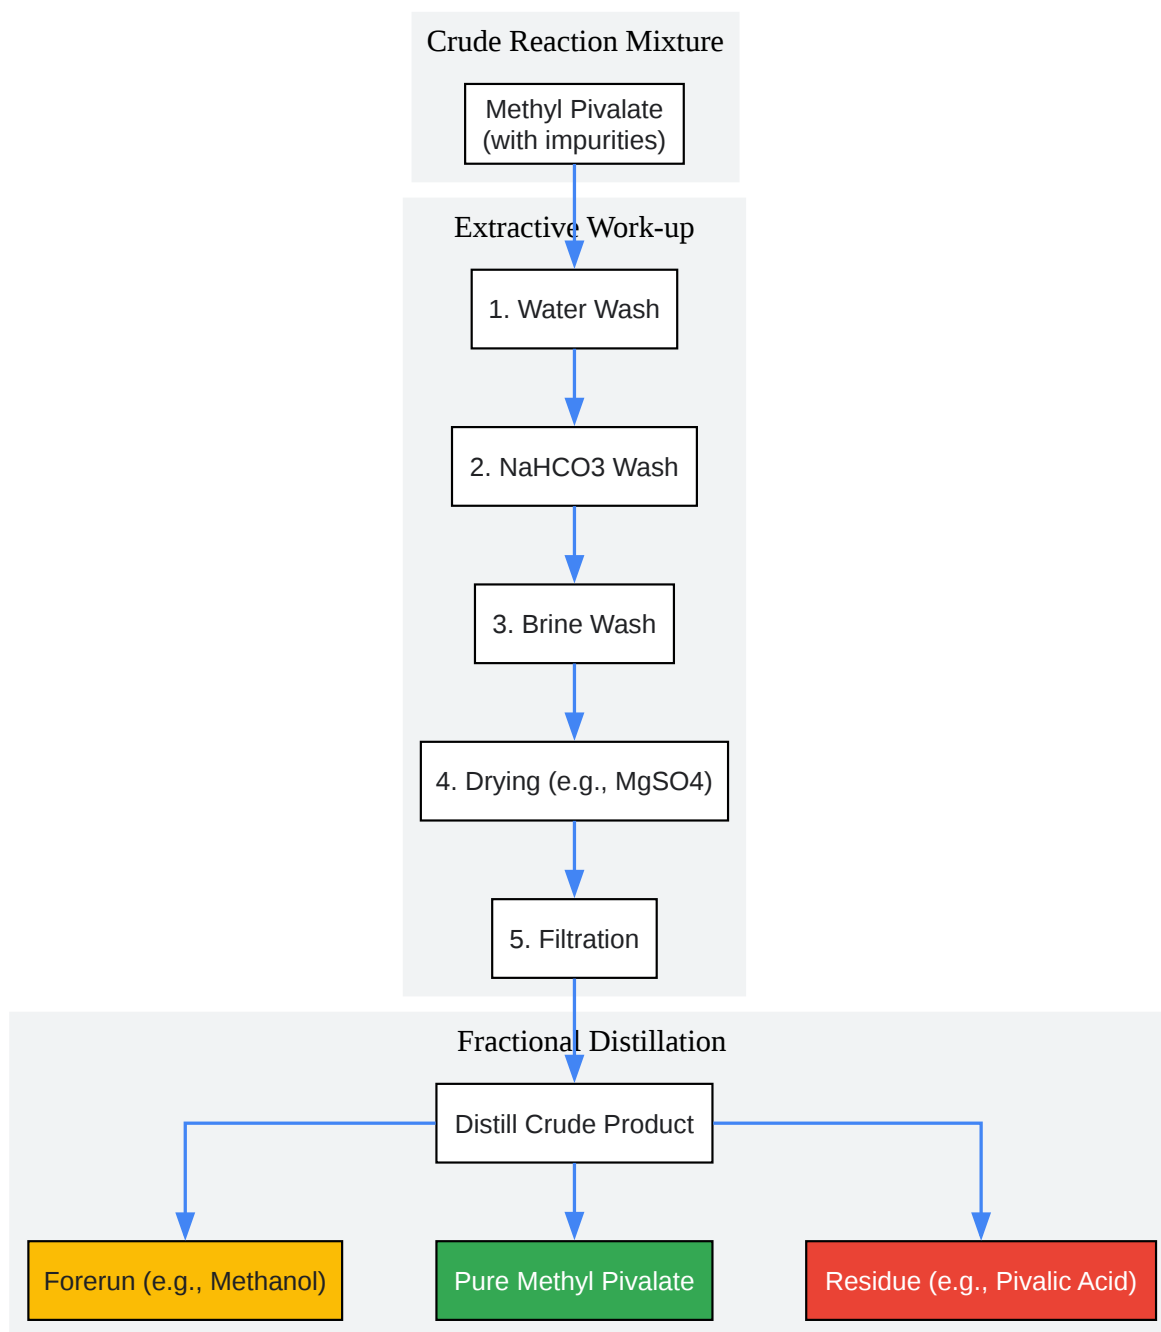 Crude Reaction Mixture
Methyl Pivalate
(with impurities)
Extractive Work-up
1. Water Wash
2. NaHCO3 Wash
3. Brine Wash
4. Drying (e.g., MgSO4)
5. Filtration
Fractional Distillation
Distill Crude Product
Forerun (e.g., Methanol)
Pure Methyl Pivalate
Residue (e.g., Pivalic Acid)